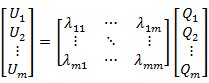 [U₁ U₂ ⋮ Uₘ] = [λ₁₁ ⋯ λ₁ₘ ⋮ ⋱ ⋮ λₘ₁ ⋯ λₘₘ] [Q₁ Q₂ ⋮ Qₘ]